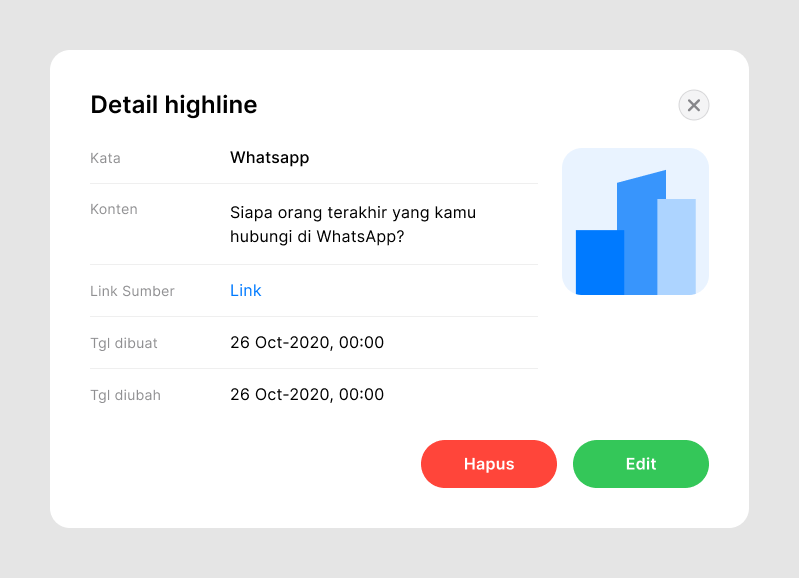 Detail highline
Kata
Whatsapp
Konten
Siapa orang terakhir yang kamu
hubungi di WhatsApp?
Link Sumber
Link
Tgl dibuat
26 Oct-2020, 00:00
Tgl diubah
26 Oct-2020, 00:00
Hapus
Edit